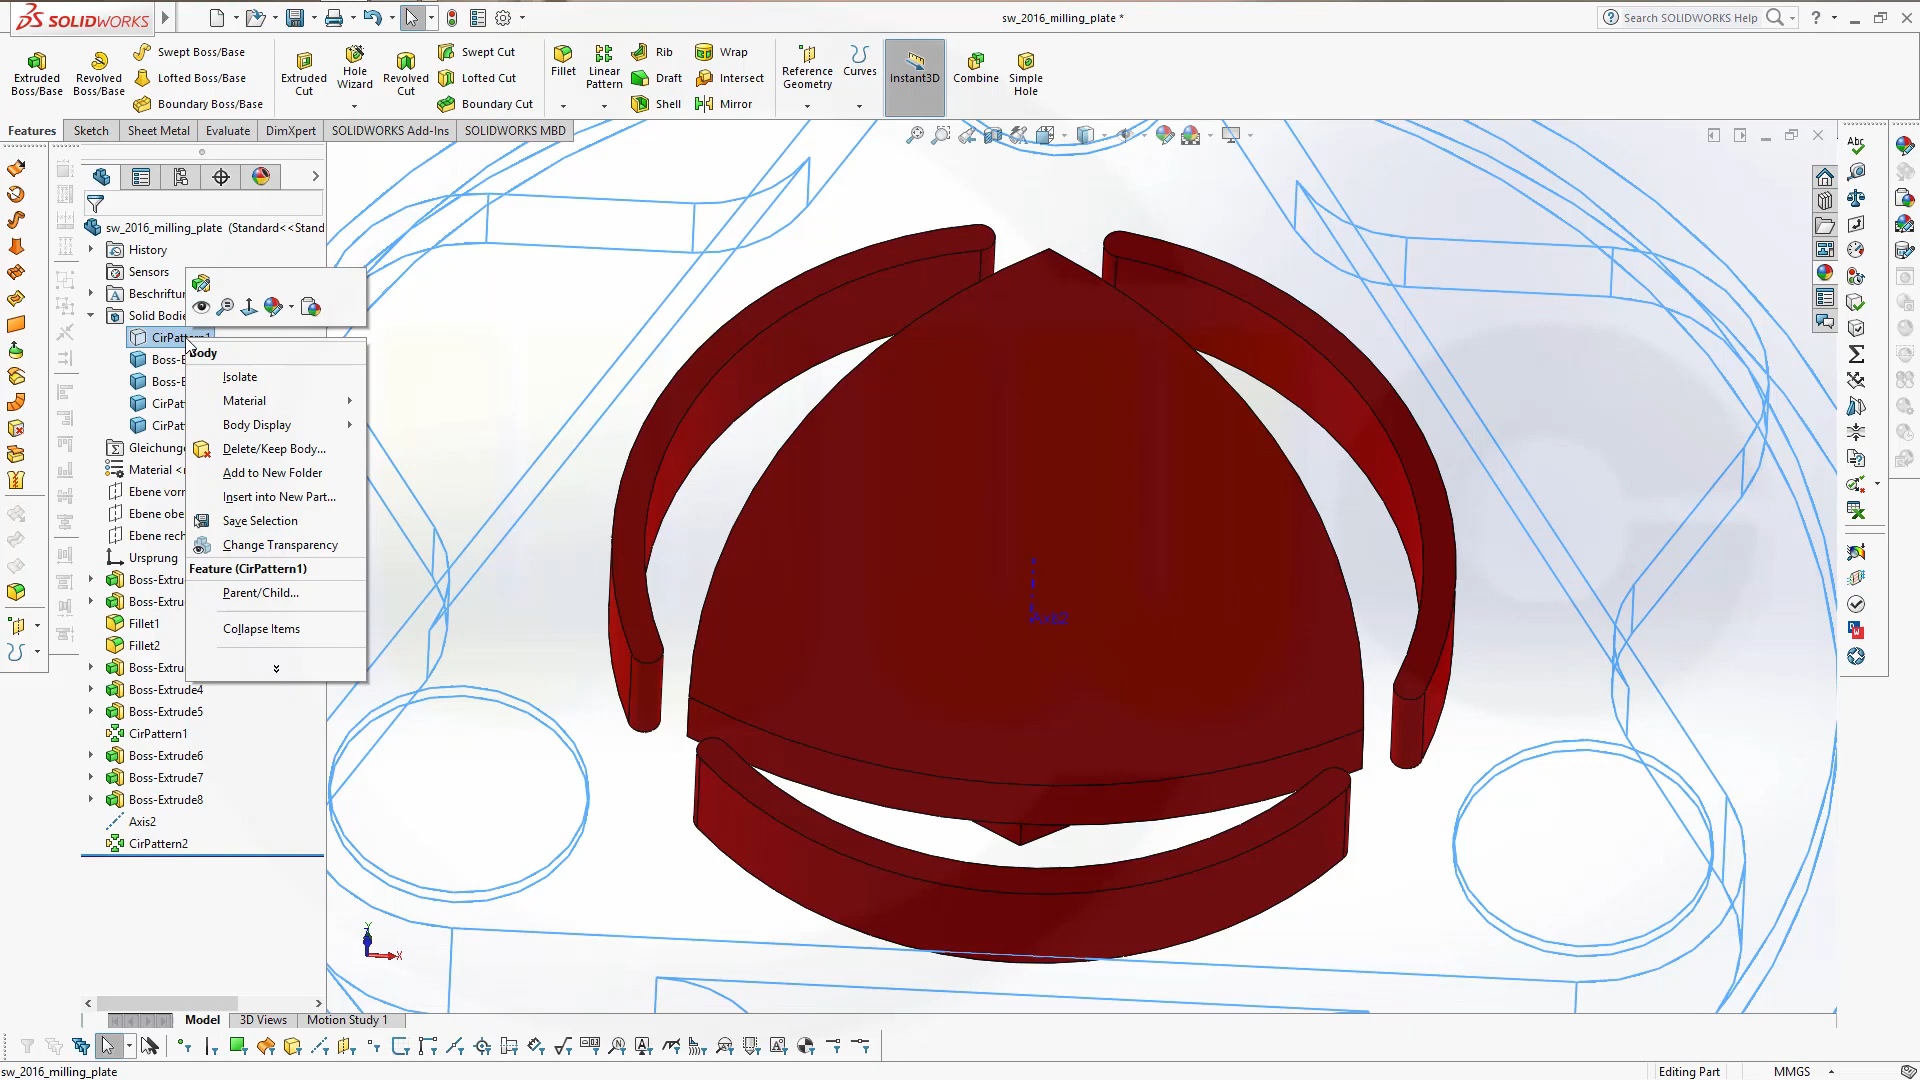 SOLIDWORKS
sw_2016_milling_plate *
Search SOLIDWORKS Help
Extruded Boss/Base
Revolved Boss/Base
Swept Boss/Base
Lofted Boss/Base
Boundary Boss/Base
Extruded Cut
Hole Wizard
Revolved Cut
Swept Cut
Lofted Cut
Boundary Cut
Fillet
Linear Pattern
Rib
Draft
Shell
Wrap
Intersect
Mirror
Reference Geometry
Curves
Instant3D
Combine
Simple Hole
Features
Sketch
Sheet Metal
Evaluate
DimXpert
SOLIDWORKS Add-Ins
SOLIDWORKS MBD
sw_2016_milling_plate (Standard<<Stand
History
Sensors
Beschriftu
Solid Bodie
CirPattern1
Boss-E
Boss-E
CirPat
CirPat
Gleichung
Material <
Ebene vor
Ebene obe
Ebene rech
Ursprung
Boss-Extru
Boss-Extru
Fillet1
Fillet2
Boss-Extru
Boss-Extrude4
Boss-Extrude5
CirPattern1
Boss-Extrude6
Boss-Extrude7
Boss-Extrude8
Axis2
CirPattern2
Body
Isolate
Material
Body Display
Delete/Keep Body...
Add to New Folder
Insert into New Part...
Save Selection
Change Transparency
Feature (CirPattern1)
Parent/Child...
Collapse Items
Axis2
Y
X
Abc
Model
3D Views
Motion Study 1
sw_2016_milling_plate
Editing Part
MMGS